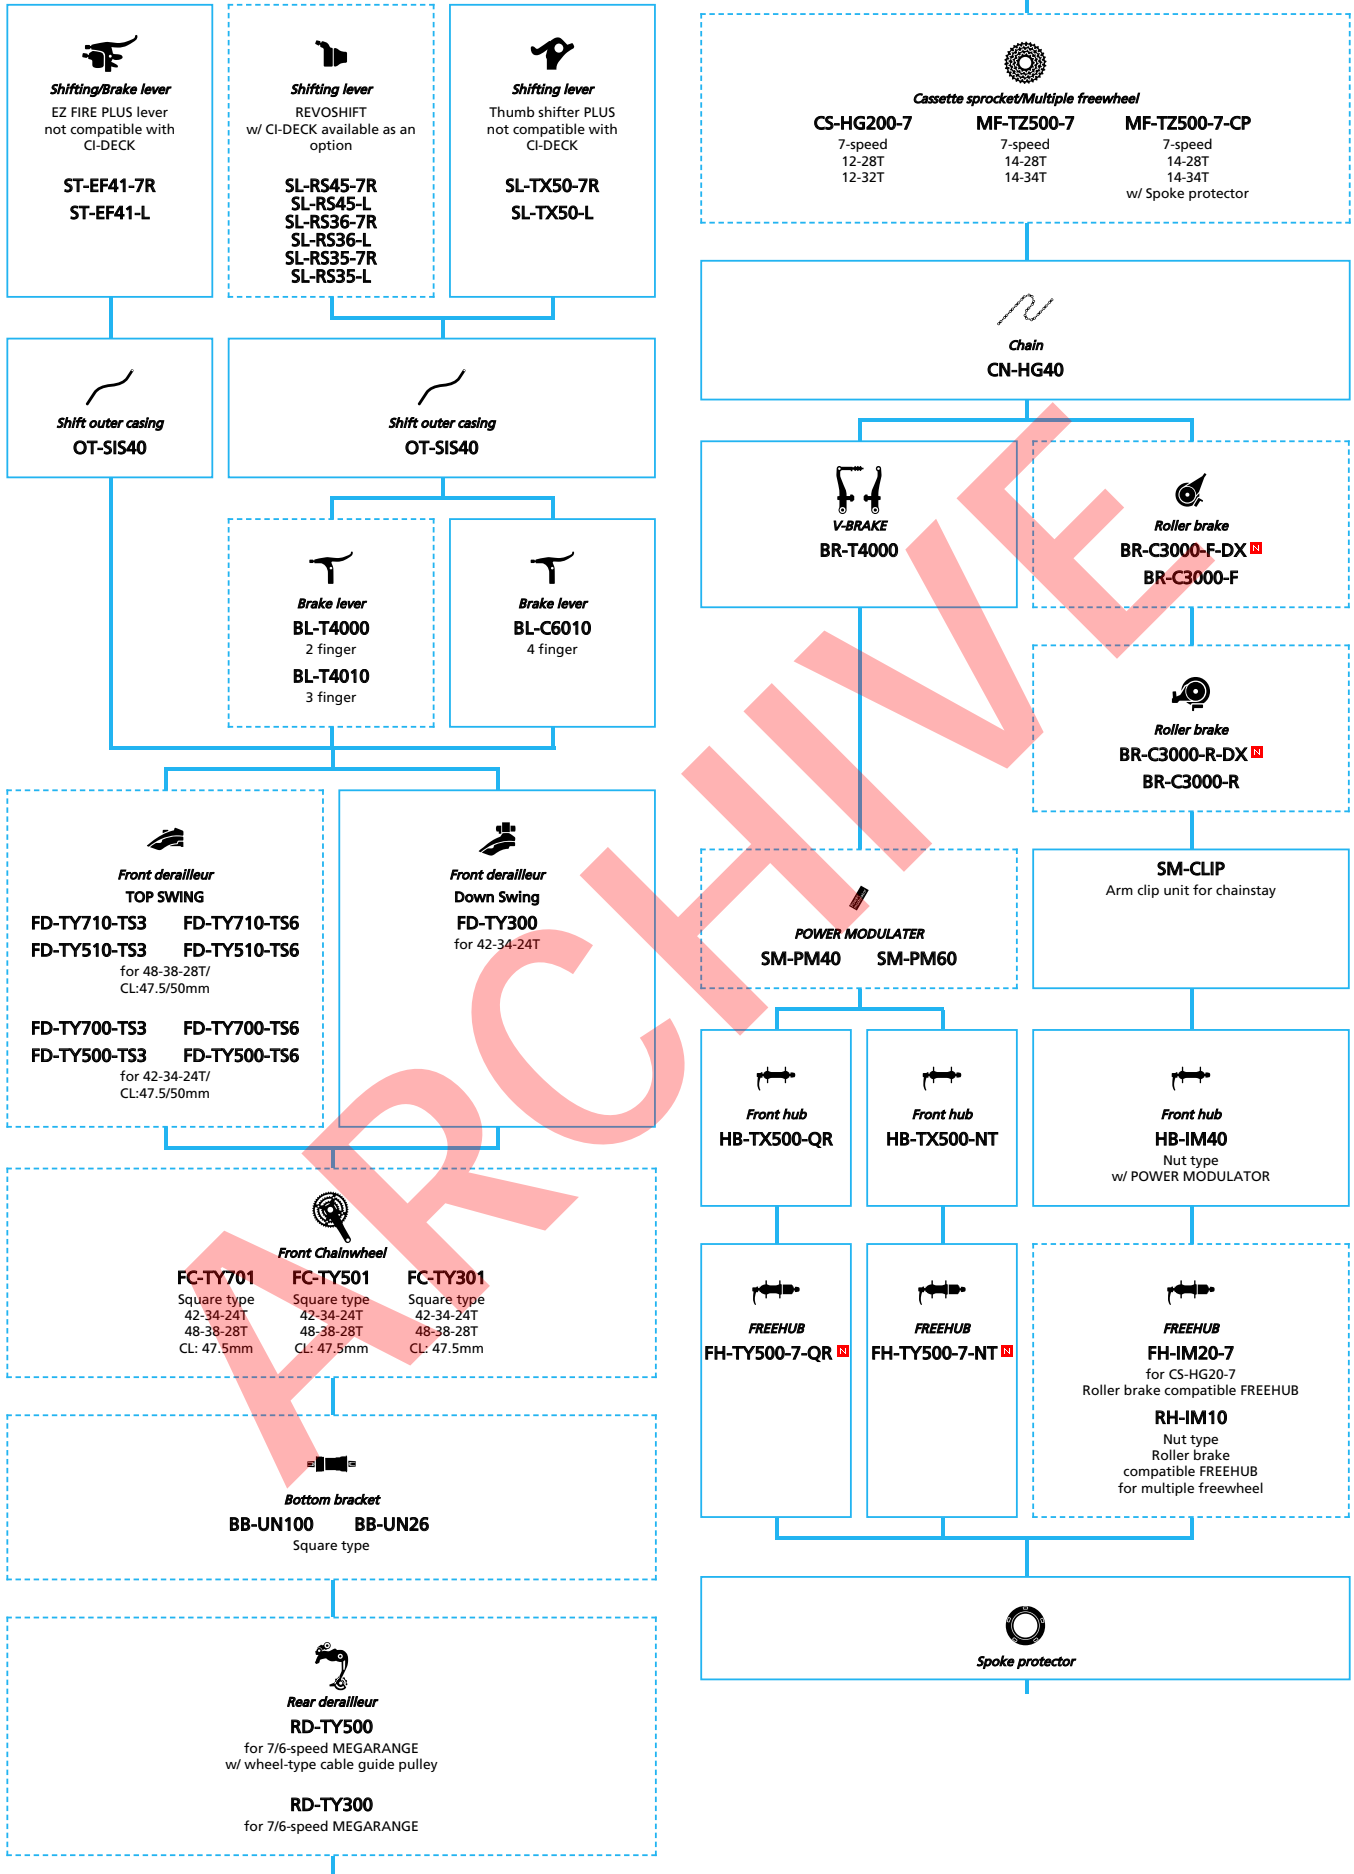 Shifting/Brake lever
EZ FIRE PLUS lever
not compatible with
CI-DECK
ST-EF41-7R
ST-EF41-L
Shifting lever
REVOSHIFT
w/ CI-DECK available as an
option
SL-RS45-7R
SL-RS45-L
SL-RS36-7R
SL-RS36-L
SL-RS35-7R
SL-RS35-L
Shifting lever
Thumb shifter PLUS
not compatible with
CI-DECK
SL-TX50-7R
SL-TX50-L
Shift outer casing
OT-SIS40
Shift outer casing
OT-SIS40
Brake lever
BL-T4000
2 finger
BL-T4010
3 finger
Brake lever
BL-C6010
4 finger
Front derailleur
TOP SWING
FD-TY710-TS3 FD-TY710-TS6
FD-TY510-TS3 FD-TY510-TS6
for 48-38-28T/
CL:47.5/50mm
FD-TY700-TS3 FD-TY700-TS6
FD-TY500-TS3 FD-TY500-TS6
for 42-34-24T/
CL:47.5/50mm
Front derailleur
Down Swing
FD-TY300
for 42-34-24T
Front Chainwheel
FC-TY701 FC-TY501 FC-TY301
Square type Square type Square type
42-34-24T 42-34-24T 42-34-24T
48-38-28T 48-38-28T 48-38-28T
CL: 47.5mm CL: 47.5mm CL: 47.5mm
Bottom bracket
BB-UN100 BB-UN26
Square type
Rear derailleur
RD-TY500
for 7/6-speed MEGARANGE
w/ wheel-type cable guide pulley
RD-TY300
for 7/6-speed MEGARANGE
Cassette sprocket/Multiple freewheel
CS-HG200-7 MF-TZ500-7 MF-TZ500-7-CP
7-speed 7-speed 7-speed
12-28T 14-28T 14-28T
12-32T 14-34T 14-34T
w/ Spoke protector
Chain
CN-HG40
V-BRAKE
BR-T4000
Roller brake
BR-C3000-F-DX N
BR-C3000-F
Roller brake
BR-C3000-R-DX N
BR-C3000-R
POWER MODULATER
SM-PM40 SM-PM60
SM-CLIP
Arm clip unit for chainstay
Front hub
HB-TX500-QR
Front hub
HB-TX500-NT
Front hub
HB-IM40
Nut type
w/ POWER MODULATOR
FREEHUB
FH-TY500-7-QR N
FREEHUB
FH-TY500-7-NT N
FREEHUB
FH-IM20-7
for CS-HG20-7
Roller brake compatible FREEHUB
RH-IM10
Nut type
Roller brake
compatible FREEHUB
for multiple freewheel
Spoke protector
ARCHIVE